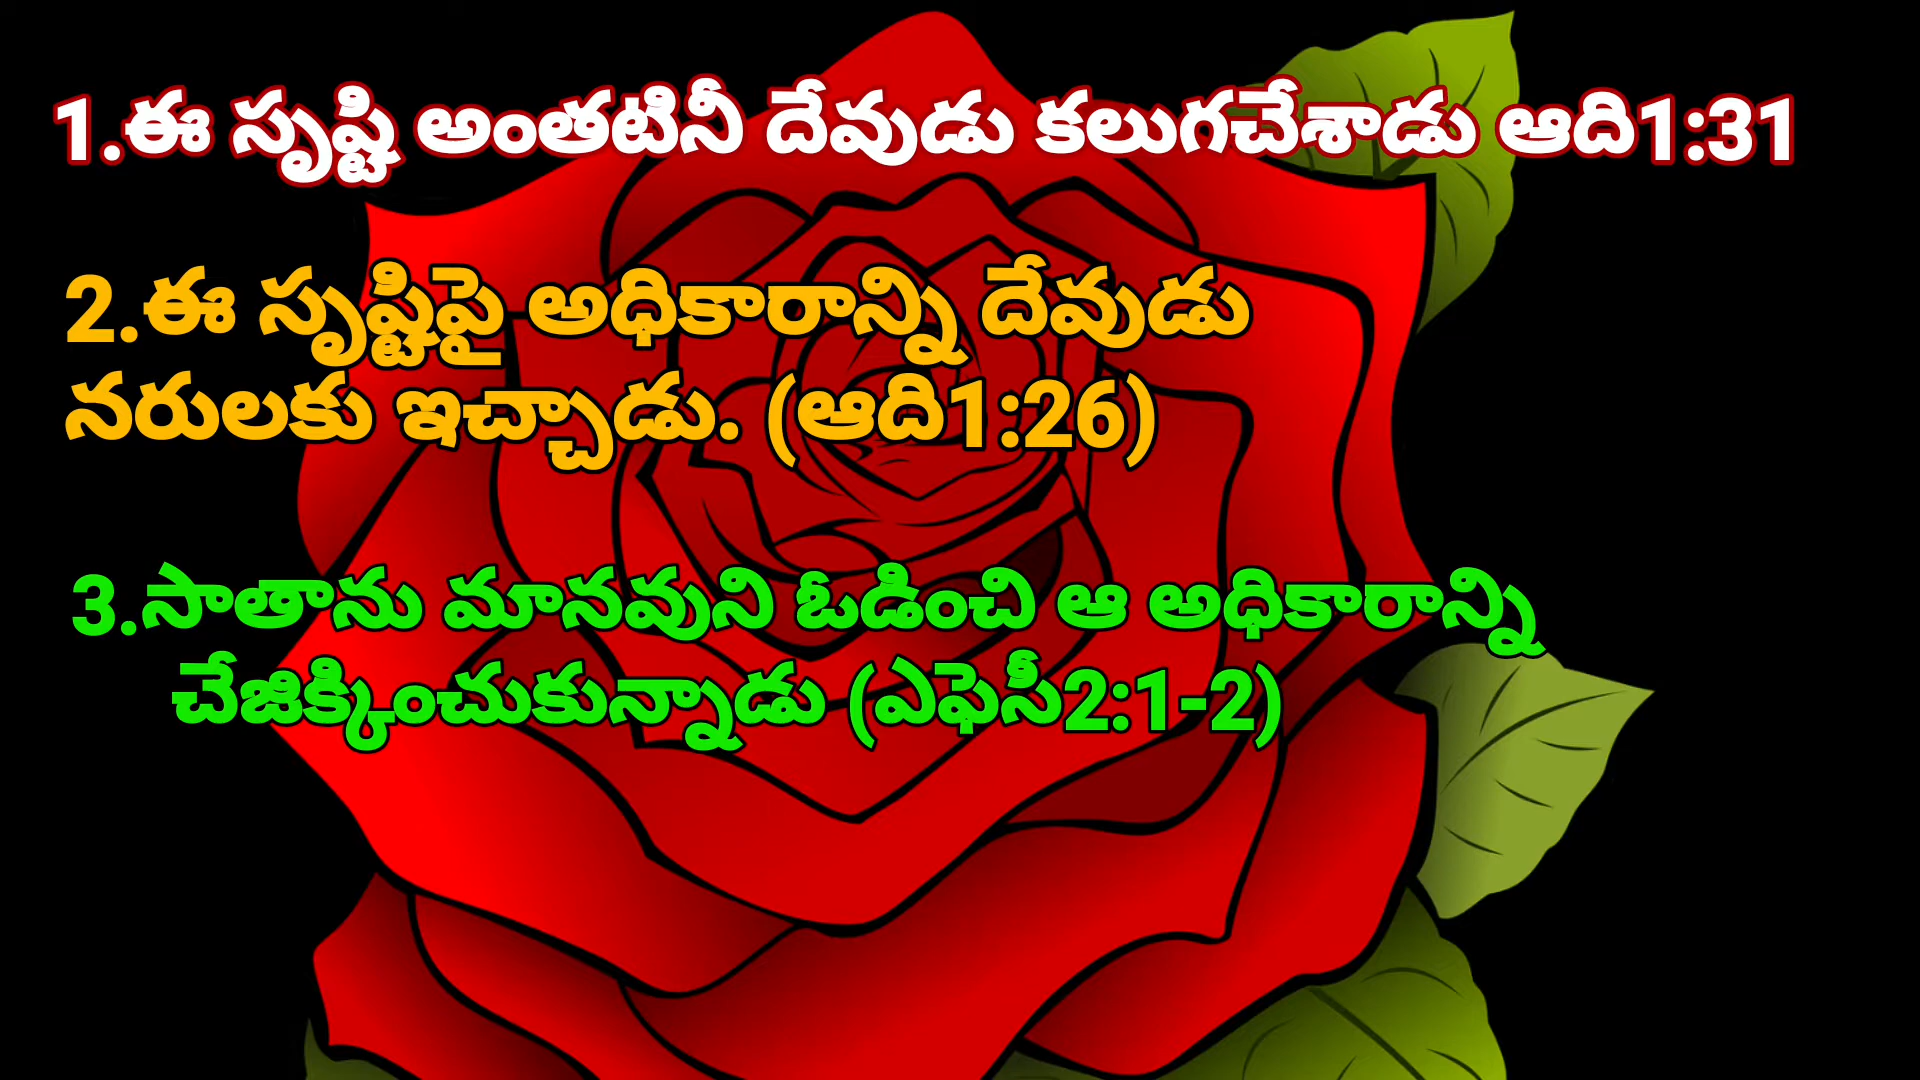 1.ఈ సృష్టి అంతటినీ దేవుడు కలుగచేశాడు ఆది1:31
2.ఈ సృష్టిపై అధికారాన్ని దేవుడు
నరులకు ఇచ్చాడు. (ఆది1:26)
3.సాతాను మానవుని ఓడించి ఆ అధికారాన్ని
చేజిక్కించుకున్నాడు (ఎఫెసీ2:1-2)